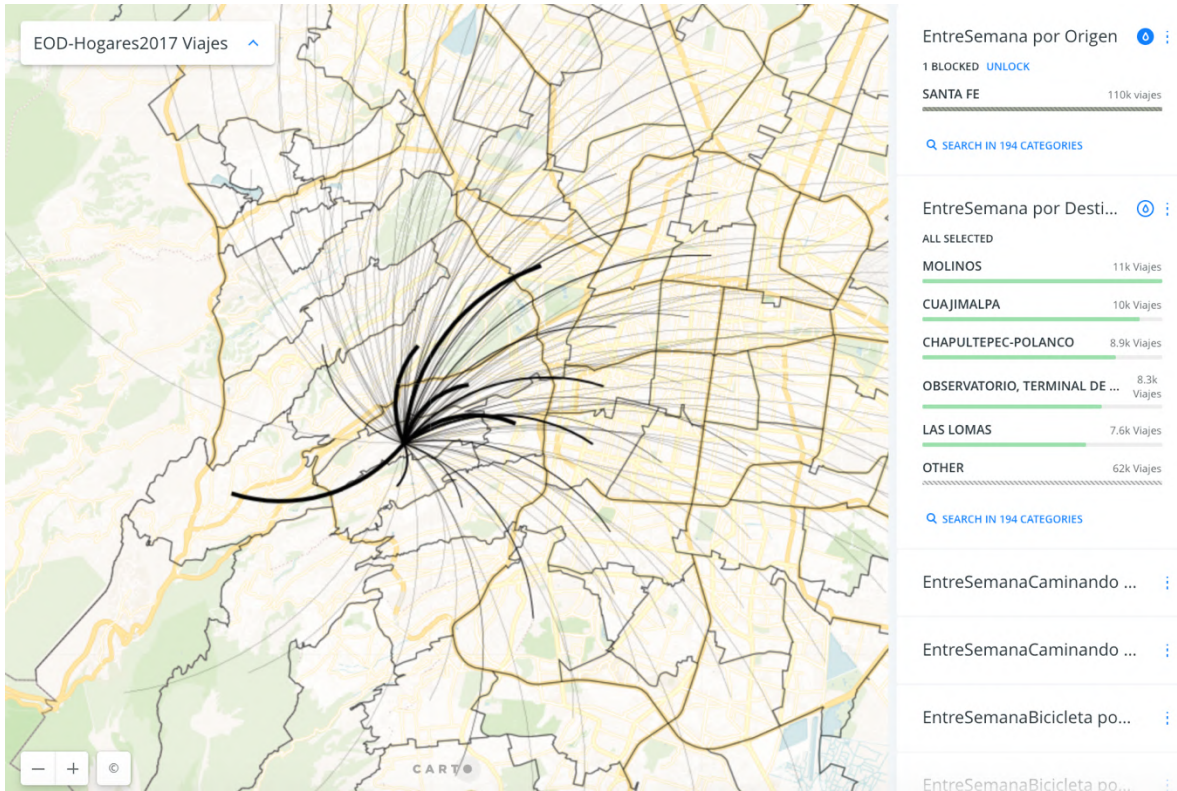 EOD-Hogares2017 Viajes
EntreSemana por Origen
1 BLOCKED UNLOCK
SANTA FE 110k viajes
SEARCH IN 194 CATEGORIES
EntreSemana por Desti...
ALL SELECTED
MOLINOS 11k Viajes
CUAJIMALPA 10k Viajes
CHAPULTEPEC-POLANCO 8.9k Viajes
OBSERVATORIO, TERMINAL DE ... 8.3k
Viajes
LAS LOMAS 7.6k Viajes
OTHER 62k Viajes
SEARCH IN 194 CATEGORIES
EntreSemanaCaminando ...
EntreSemanaCaminando ...
EntreSemanaBicicleta po...
EntreSemanaBicicleta po...
©
CARTO